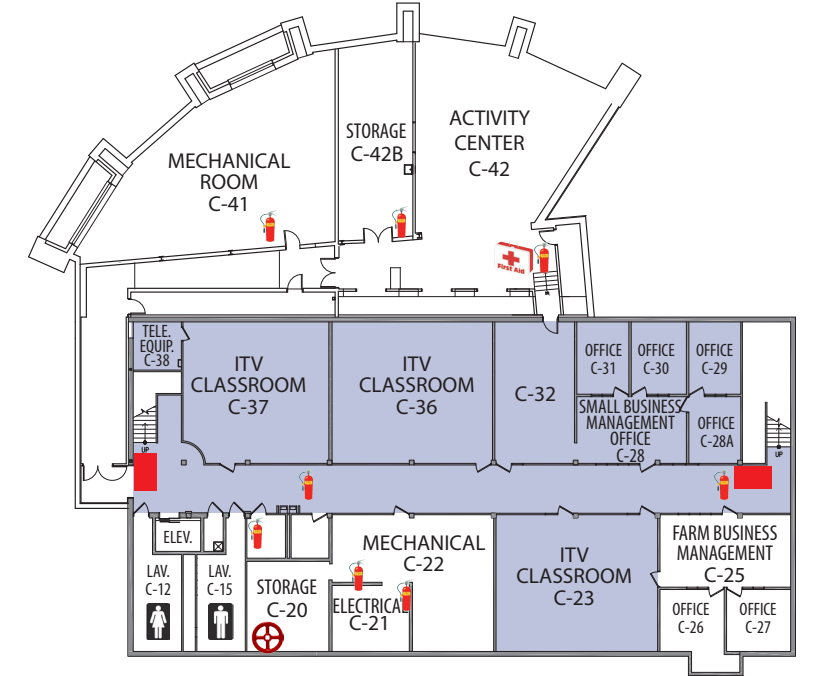 ACTIVITY
CENTER
C-42
STORAGE
C-42B
MECHANICAL
ROOM
C-41
First Aid
TELE.
EQUIP.
C-38
ITV
CLASSROOM
C-37
ITV
CLASSROOM
C-36
C-32
OFFICE
C-31
OFFICE
C-30
OFFICE
C-29
SMALL BUSINESS
MANAGEMENT
OFFICE
C-28
OFFICE
C-28A
UP
UP
ELEV.
LAV.
C-12
LAV.
C-15
STORAGE
C-20
MECHANICAL
C-22
ELECTRICAL
C-21
ITV
CLASSROOM
C-23
FARM BUSINESS
MANAGEMENT
C-25
OFFICE
C-26
OFFICE
C-27